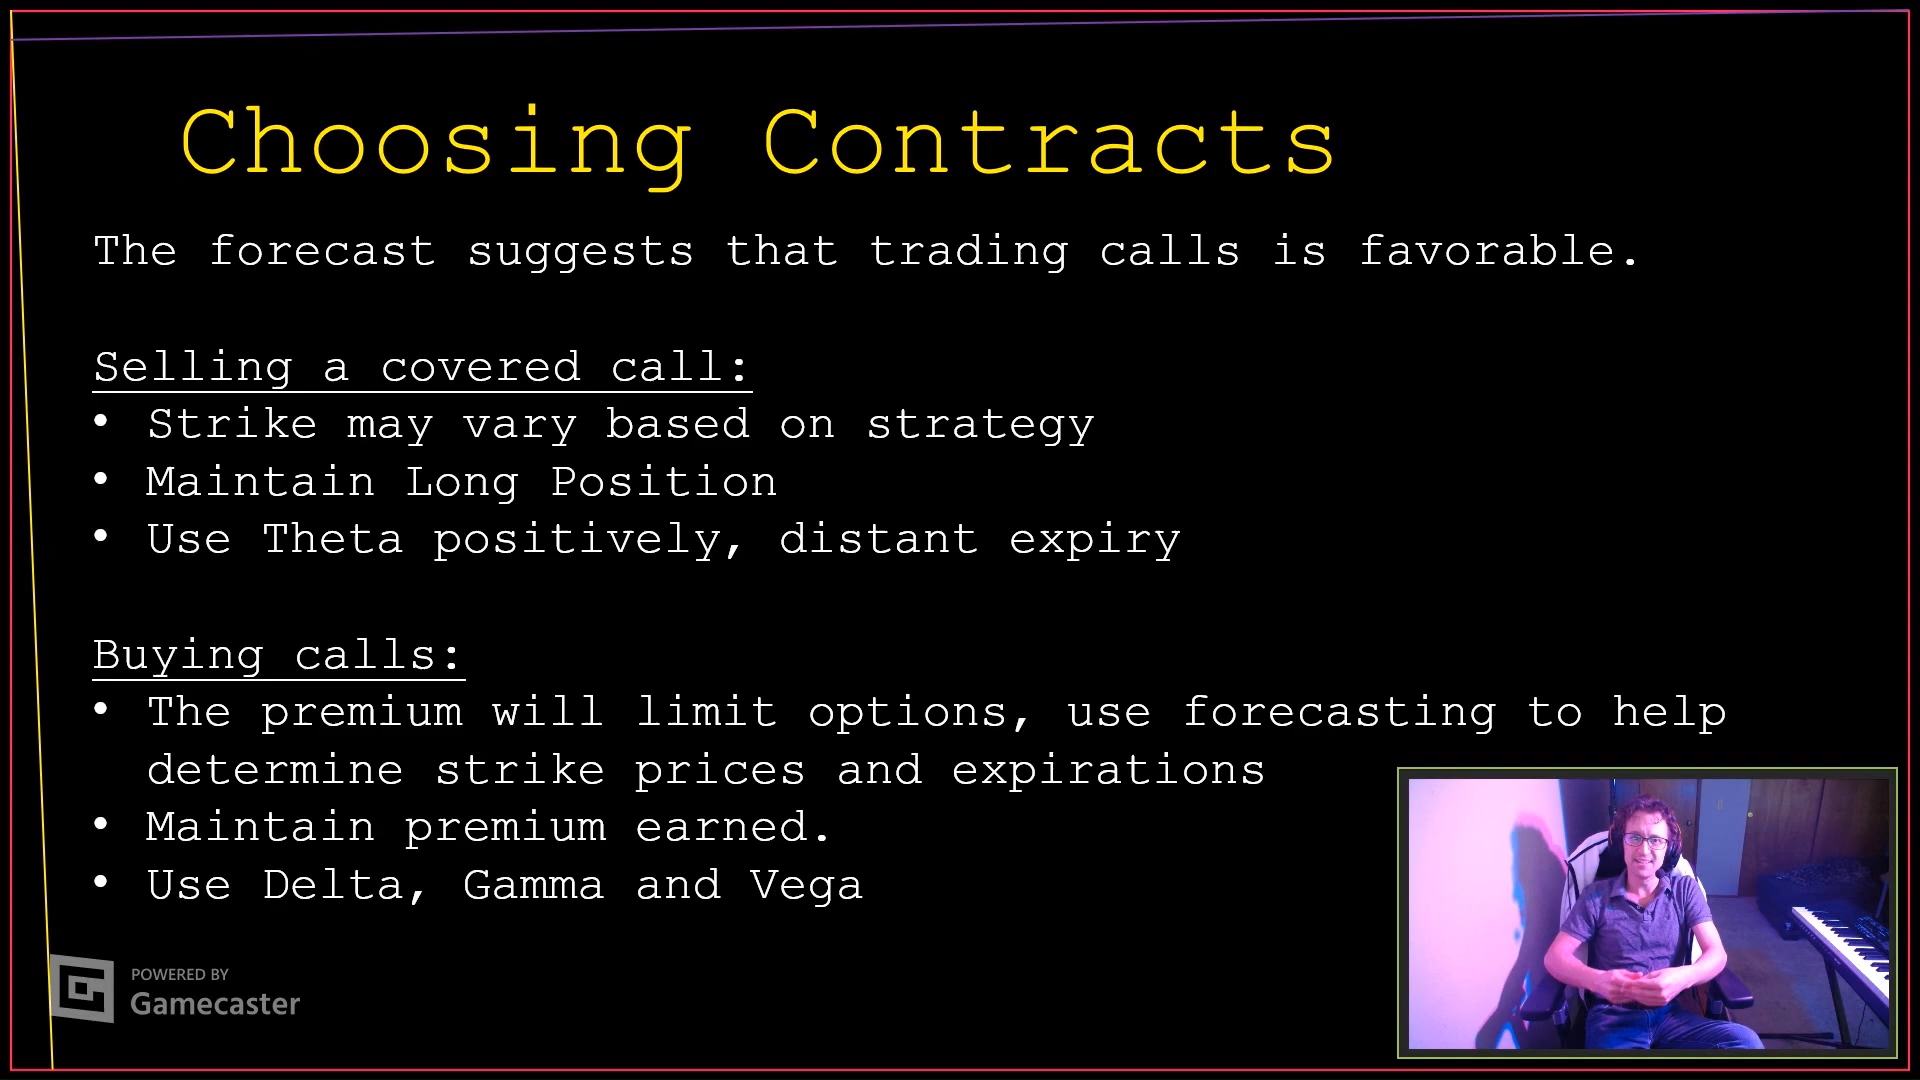 Choosing Contracts
The forecast suggests that trading calls is favorable.
Selling a covered call:
• Strike may vary based on strategy
• Maintain Long Position
• Use Theta positively, distant expiry
Buying calls:
• The premium will limit options, use forecasting to help
determine strike prices and expirations
• Maintain premium earned.
• Use Delta, Gamma and Vega
POWERED BY
Gamecaster